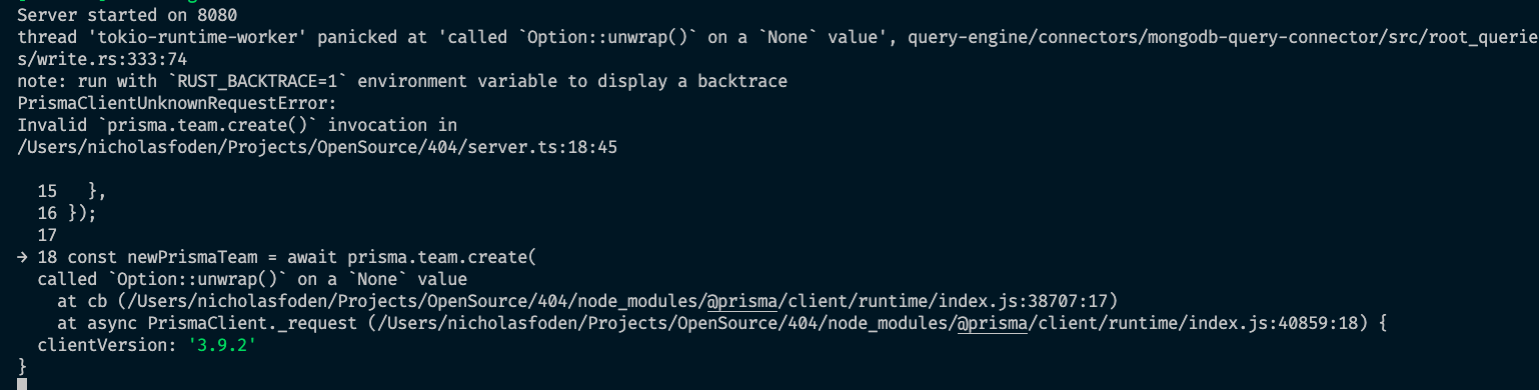 Server started on 8080
thread 'tokio-runtime-worker' panicked at 'called `Option::unwrap()` on a `None` value', query-engine/connectors/mongodb-query-connector/src/root_querie
s/write.rs:333:74
note: run with `RUST_BACKTRACE=1` environment variable to display a backtrace
PrismaClientUnknownRequestError:
Invalid `prisma.team.create()` invocation in
/Users/nicholasfoden/Projects/OpenSource/404/server.ts:18:45
15   },
16 });
17
→ 18 const newPrismaTeam = await prisma.team.create(
called `Option::unwrap()` on a `None` value
at cb (/Users/nicholasfoden/Projects/OpenSource/404/node_modules/@prisma/client/runtime/index.js:38707:17)
at async PrismaClient._request (/Users/nicholasfoden/Projects/OpenSource/404/node_modules/@prisma/client/runtime/index.js:40859:18) {
clientVersion: '3.9.2'
}